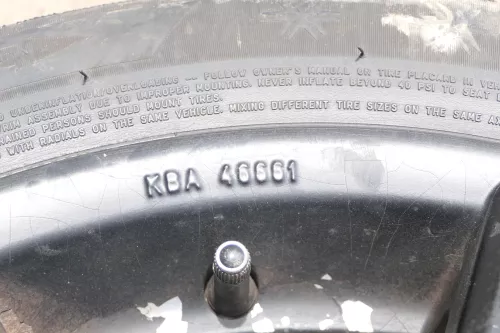 UNDERINFLATION/OVERLOADING -- FOLLOW OWNER'S MANUAL OR TIRE PLACARD IN
ASSEMBLY DUE TO IMPROPER MOUNTING. NEVER INFLATE BEYOND 40 PSI TO SEAT
PERSONS SHOULD MOUNT TIRES.
WITH RADIALS ON THE SAME VEHICLE. MIXING DIFFERENT TIRE SIZES ON THE SAME
KBA 46661